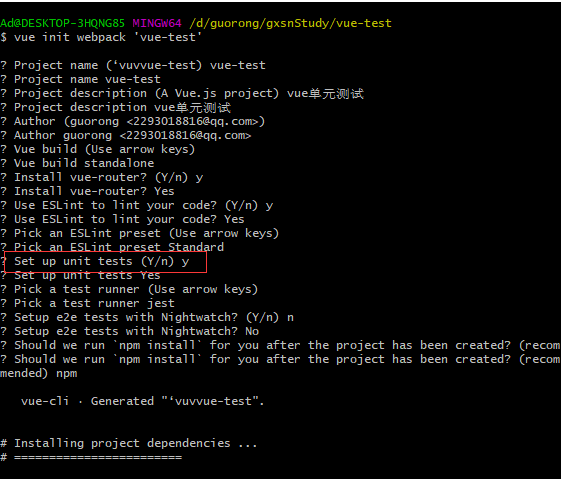 Ad@DESKTOP-3HQNG85 MINGW64 /d/guorong/gxsnStudy/vue-test
$ vue init webpack 'vue-test'
? Project name (‘vuvvue-test) vue-test
? Project name vue-test
? Project description (A Vue.js project) vue单元测试
? Project description vue单元测试
? Author (guorong <2293018816@qq.com>)
? Author guorong <2293018816@qq.com>
? Vue build (Use arrow keys)
? Vue build standalone
? Install vue-router? (Y/n) y
? Install vue-router? Yes
? Use ESLint to lint your code? (Y/n) y
? Use ESLint to lint your code? Yes
? Pick an ESLint preset (Use arrow keys)
? Pick an ESLint preset Standard
? Set up unit tests (Y/n) y
? Set up unit tests Yes
? Pick a test runner (Use arrow keys)
? Pick a test runner jest
? Setup e2e tests with Nightwatch? (Y/n) n
? Setup e2e tests with Nightwatch? No
? Should we run `npm install` for you after the project has been created? (recom
? Should we run `npm install` for you after the project has been created? (recom
mended) npm
vue-cli · Generated "‘vuvvue-test".
# Installing project dependencies ...
# ========================